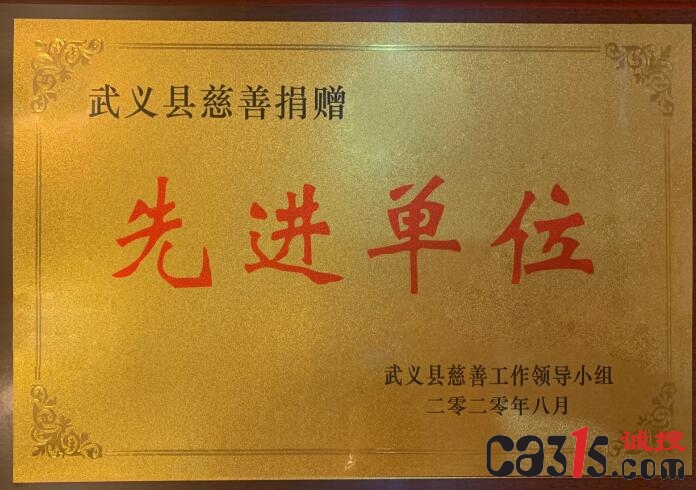 武义县慈善捐赠
先进单位
武义县慈善工作领导小组
二零二零年八月
诚搜
ca315.com